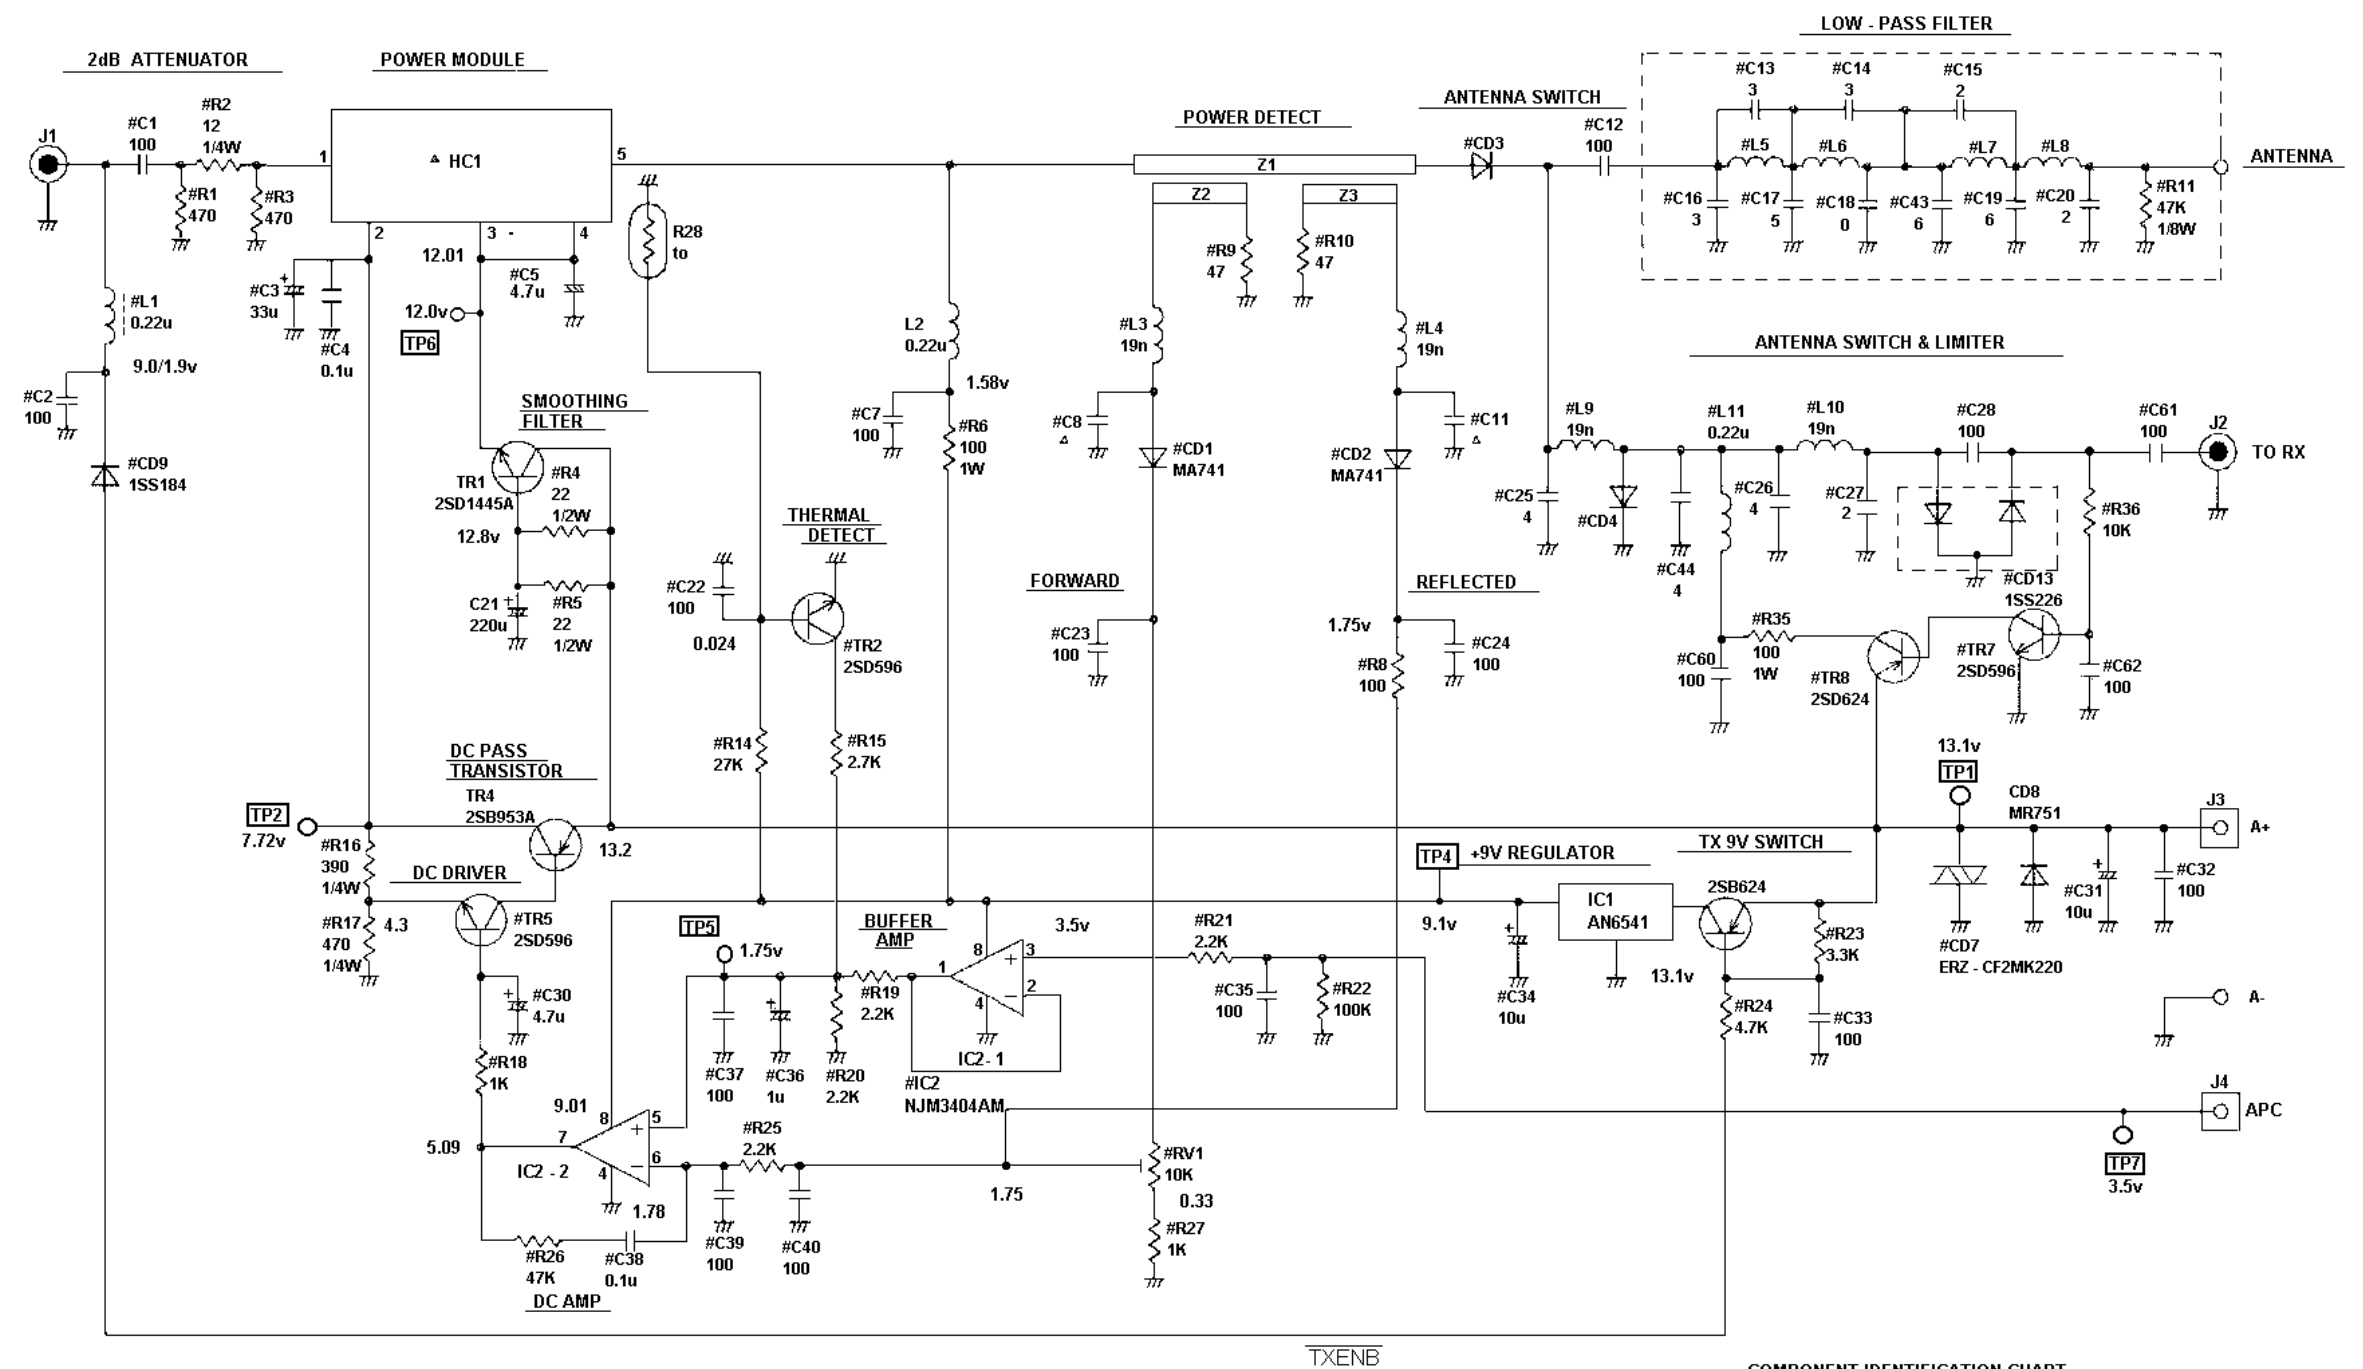 LOW - PASS FILTER
2dB ATTENUATOR
POWER MODULE
#C13
3
#C14
3
#C15
2
ANTENNA SWITCH
POWER DETECT
#R2
12
1/4W
#C1
100
J1
#C12
100
#CD3
#L5
#L6
#L7
#L8
1
HC1
5
Z1
ANTENNA
#R1
470
#R3
470
Z2
Z3
#C16
3
#C17
5
#C18
0
#C43
6
#C19
6
#C20
2
#R11
47K
1/8W
2
3 -
4
R28
to
12.01
#C5
4.7u
#R9
47
#R10
47
#L1
0.22u
#C3
33u
12.0v
TP6
#C4
0.1u
L2
0.22u
#L3
19n
#L4
19n
ANTENNA SWITCH & LIMITER
9.0/1.9v
#C2
100
1.58v
SMOOTHING
FILTER
#C7
100
#R6
100
1W
#C8
#C11
#L9
19n
#L11
0.22u
#L10
19n
#C28
100
#C61
100
J2
TO RX
#CD9
1SS184
#CD1
MA741
#CD2
MA741
TR1
2SD1445A
#R4
22
1/2W
12.8v
#C25
4
#CD4
#C44
4
#C26
4
#C27
2
#R36
10K
THERMAL
DETECT
#C22
100
0.024
C21
220u
#R5
22
1/2W
FORWARD
REFLECTED
#CD13
1SS226
#TR2
2SD596
#C23
100
1.75v
#R8
100
#C24
100
#R35
100
1W
#C60
100
#TR8
2SD624
#TR7
2SD596
#C62
100
#R14
27K
#R15
2.7K
DC PASS
TRANSISTOR
TR4
2SB953A
13.1v
TP1
CD8
MR751
J3
A+
TP2
7.72v
13.2
#R16
390
1/4W
DC DRIVER
TP4
+9V REGULATOR
TX 9V SWITCH
2SB624
IC1
AN6541
#C31
10u
#C32
100
#R17
470
1/4W
4.3
#TR5
2SD596
TP5
1.75v
BUFFER
AMP
3.5v
#R21
2.2K
9.1v
#R23
3.3K
#CD7
ERZ - CF2MK220
8
1
3
2
4
#C30
4.7u
#R19
2.2K
#C35
100
#R22
100K
#C34
10u
13.1v
#R24
4.7K
#C33
100
A-
#R18
1K
#C37
100
#C36
1u
#R20
2.2K
IC2-1
#IC2
NJM3404AM
J4
APC
9.01
8
5
7
6
4
5.09
IC2 - 2
1.78
#R25
2.2K
#RV1
10K
0.33
1.75
TP7
3.5v
#R26
47K
#C38
0.1u
#C39
100
#C40
100
#R27
1K
DC AMP
TXENB
COMPONENT IDENTIFICATION CHART